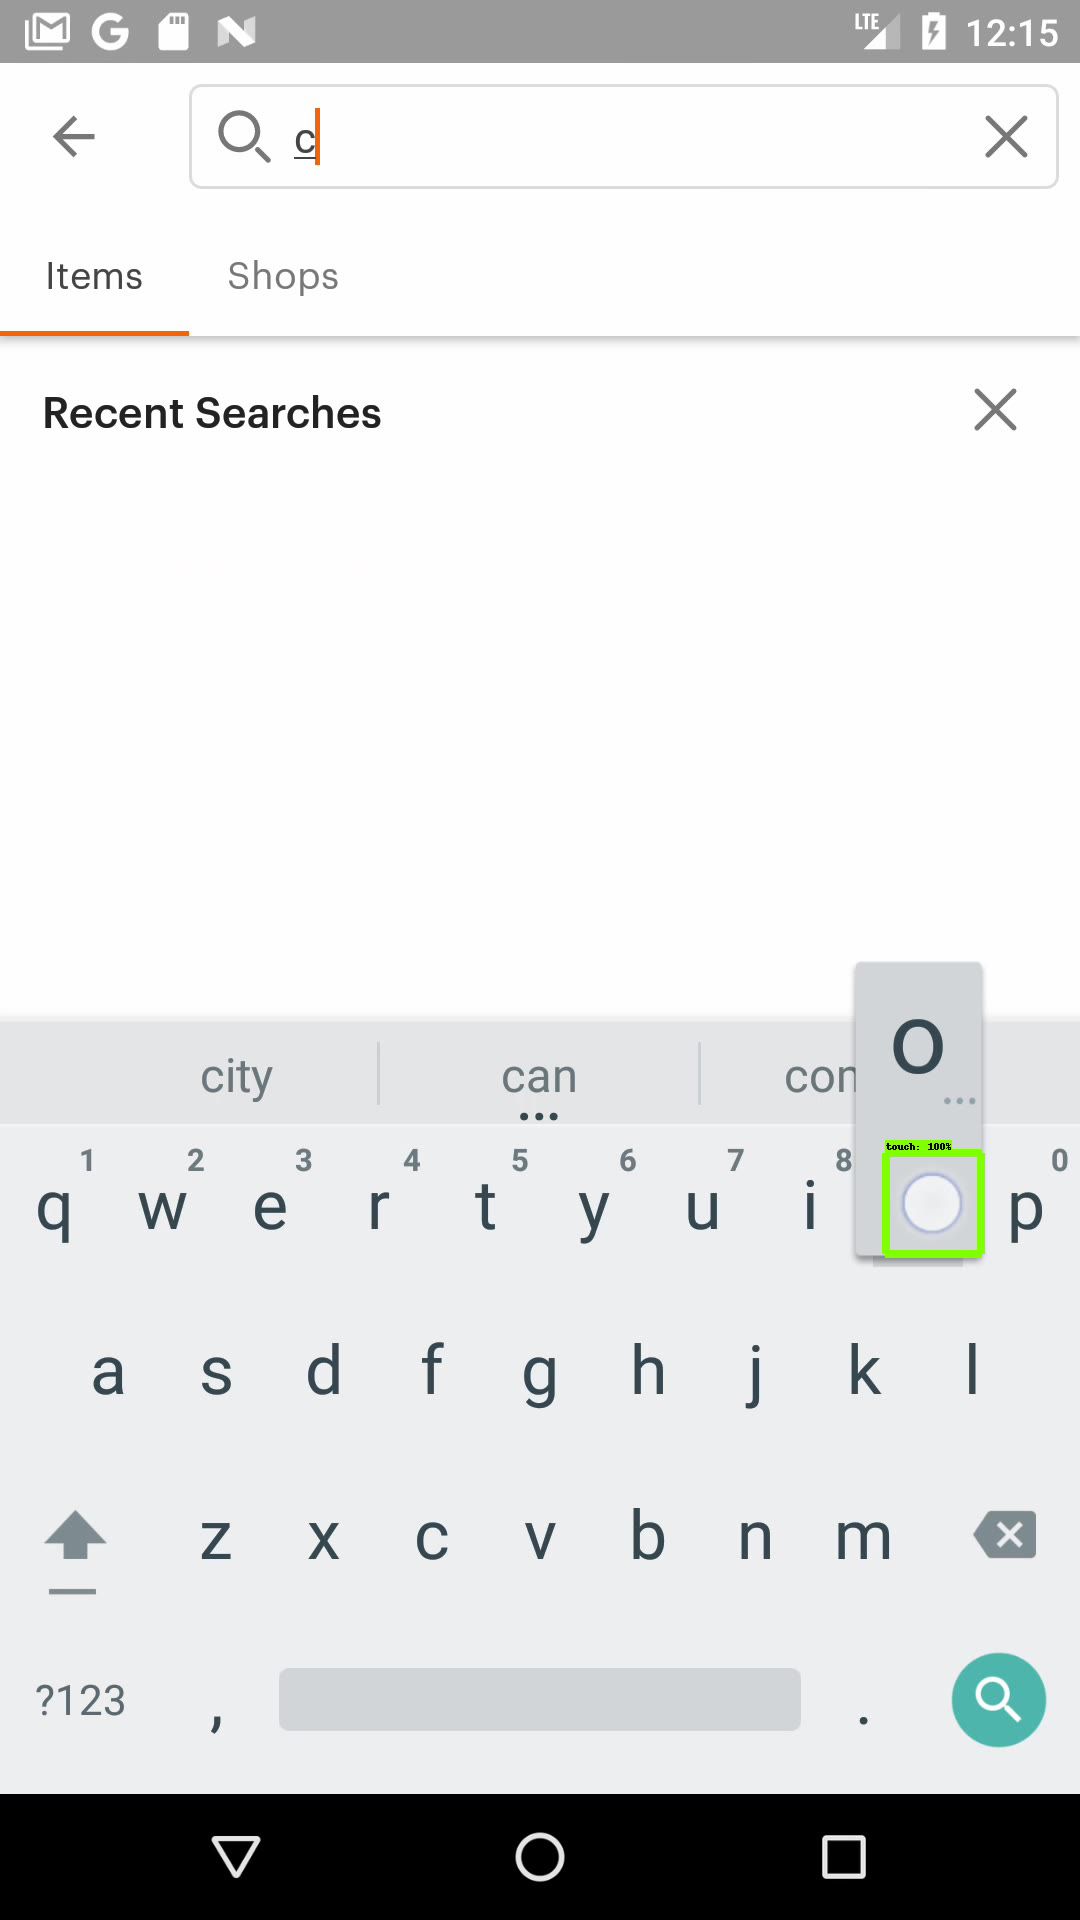 LTE 12:15
c
Items Shops
Recent Searches
o
city can con
touch: 100%
1 2 3 4 5 6 7 8 0
q w e r t y u i p
a s d f g h j k l
z x c v b n m
?123 , .